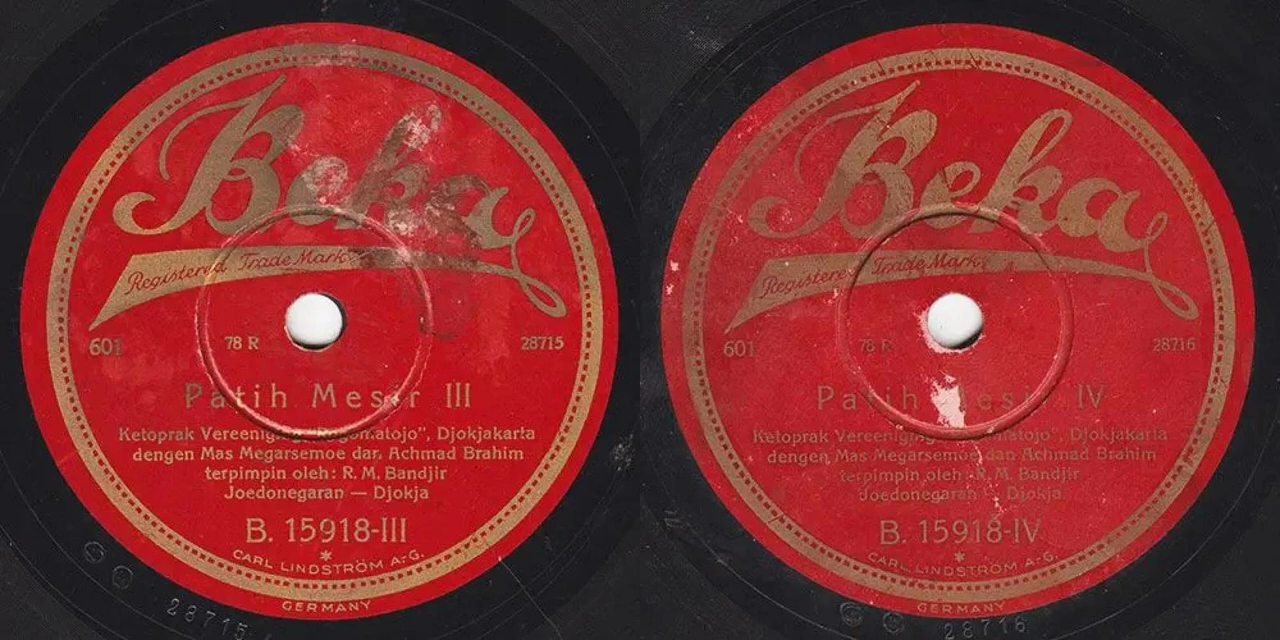 Beka
Registered Trade Mark
601
78 R
28715
Patih Mesir III
Ketoprak Vereeniging Djokjakarta
dengen Mas Megarsemoe dan Achmad Brahim
terpimpin oleh: R. M. Bandjir
Joedonegaran — Djokja
B. 15918-III
*
CARL LINDSTRÖM A.-G.
GERMANY
28715
Beka
Registered Trade Mark
601
78 R
28716
Patih Mesir IV
Ketoprak Vereeniging Djokjakarta
dengen Mas Megarsemoe dan Achmad Brahim
terpimpin oleh: R. M. Bandjir
Joedonegaran — Djokja
B. 15918-IV
*
CARL LINDSTRÖM A.-G.
GERMANY
28716